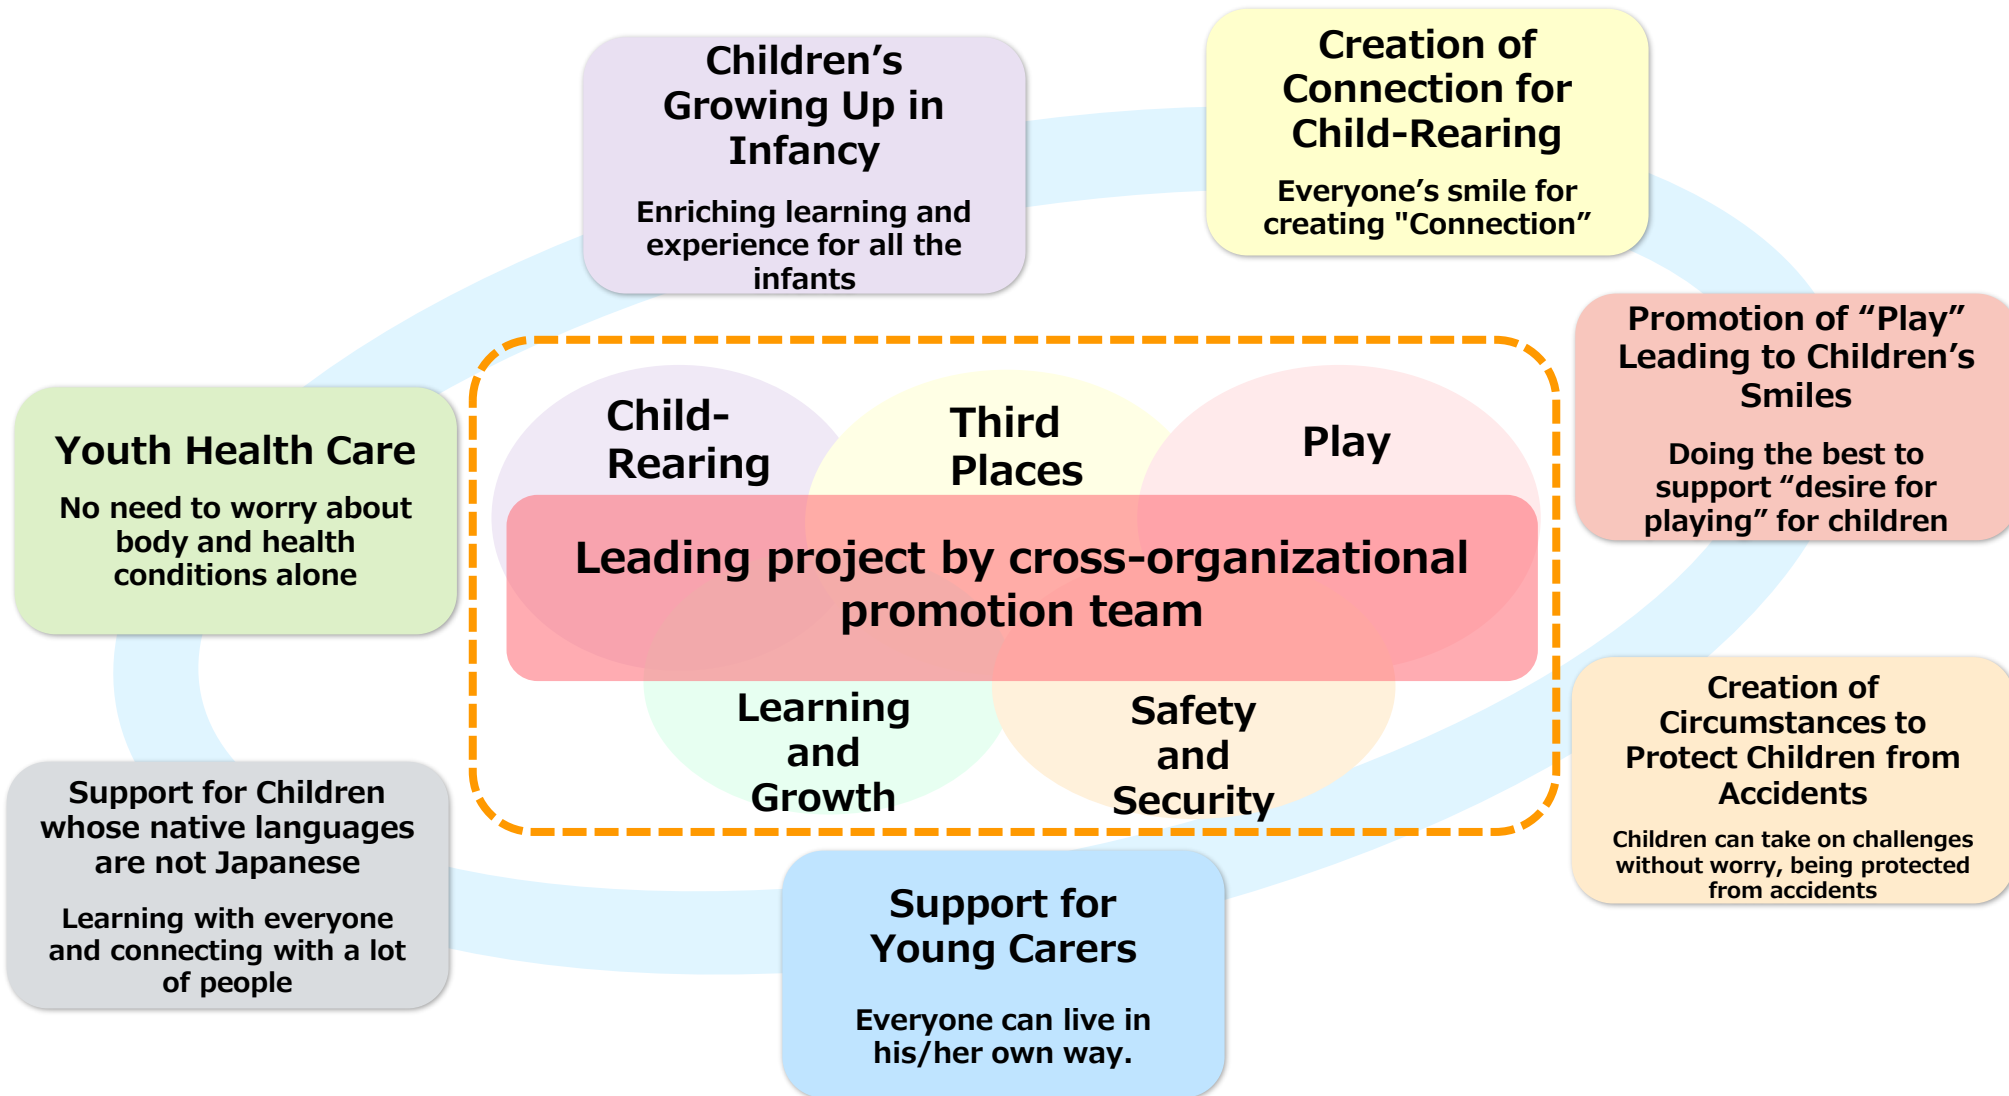 Children’s
Growing Up in
Infancy
Enriching learning and
experience for all the
infants
Creation of
Connection for
Child-Rearing
Everyone’s smile for
creating "Connection”
Promotion of “Play”
Leading to Children’s
Smiles
Doing the best to
support “desire for
playing” for children
Youth Health Care
No need to worry about
body and health
conditions alone
Child-
Rearing
Third
Places
Play
Leading project by cross-organizational
promotion team
Learning
and
Growth
Safety
and
Security
Creation of
Circumstances to
Protect Children from
Accidents
Children can take on challenges
without worry, being protected
from accidents
Support for Children
whose native languages
are not Japanese
Learning with everyone
and connecting with a lot
of people
Support for
Young Carers
Everyone can live in
his/her own way.